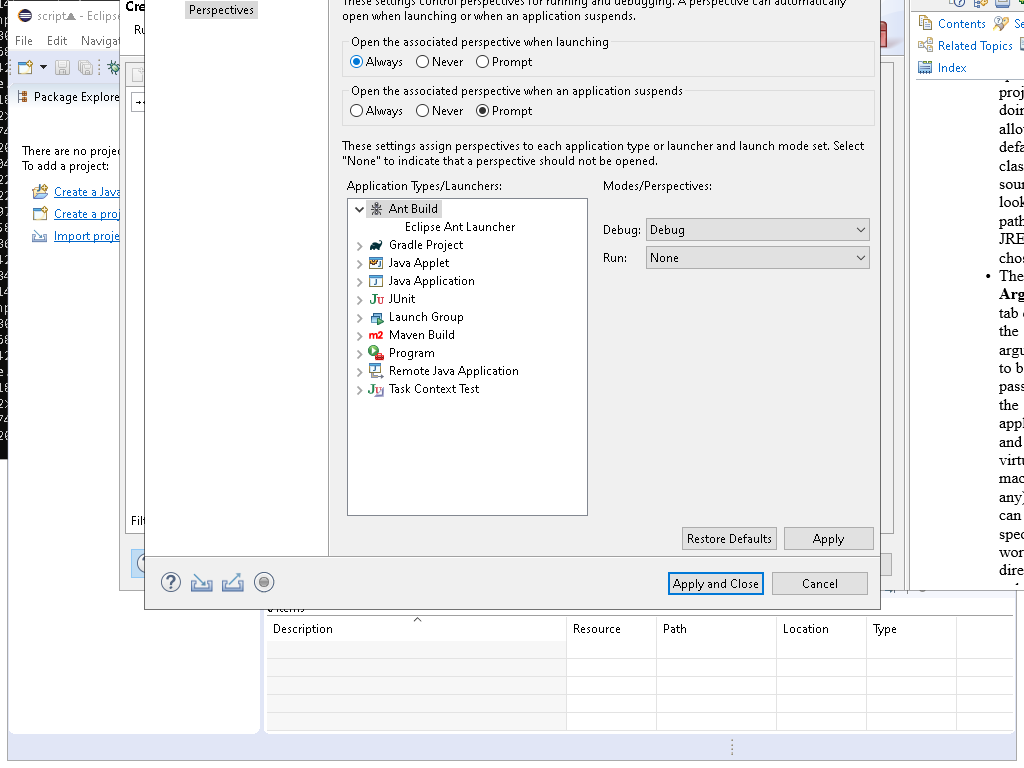 script
- Eclipse
File Edit Navigat
Package Explore
There are no projec
To add a project:
Create a Java
Create a proj
Import proje
Cre
Ru
Filt
Perspectives
These settings control perspectives for running and debugging. A perspective can automatically
open when launching or when an application suspends.
Open the associated perspective when launching
Always Never Prompt
Open the associated perspective when an application suspends
Always Never Prompt
These settings assign perspectives to each application type or launcher and launch mode set. Select
"None" to indicate that a perspective should not be opened.
Application Types/Launchers:
Ant Build
Eclipse Ant Launcher
Gradle Project
Java Applet
Java Application
JUnit
Launch Group
Maven Build
Program
Remote Java Application
Task Context Test
Modes/Perspectives:
Debug: Debug
Run: None
Restore Defaults Apply
Apply and Close Cancel
Contents Se
Related Topics
Index
proj
doin
allo
defa
clas
sour
look
path
JRE
chos
• The
Arg
tab
the
argu
to b
pass
the
appl
and
virtu
mac
any)
can
spec
wor
dire
items
Description Resource Path Location Type